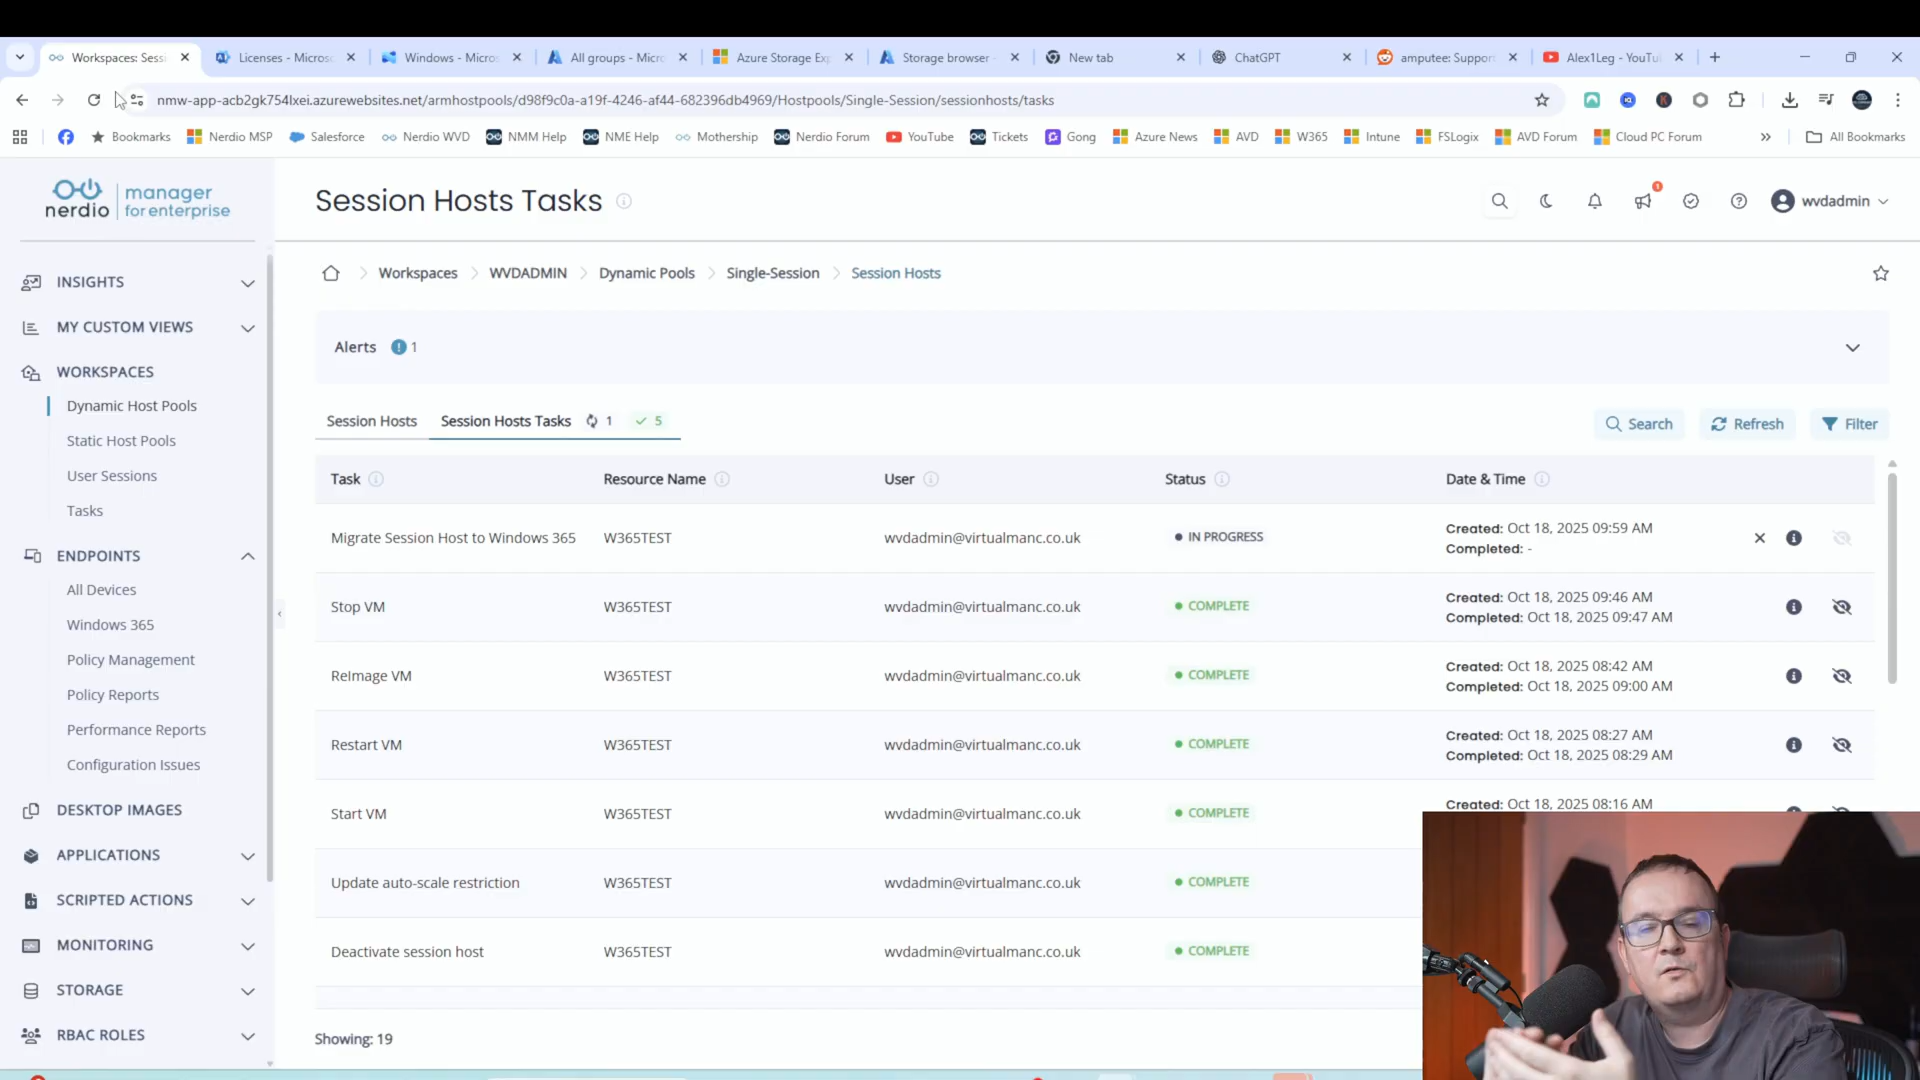 Workspaces: Sessi
Licenses - Microso
Windows - Micros
All groups - Micro
Azure Storage Exp
Storage browser -
New tab
ChatGPT
amputee: Support
Alex1Leg - YouTu
nmw-app-acb2gk754lxei.azurewebsites.net/armhostpools/d98f9c0a-a19f-4246-af44-682396db4969/Hostpools/Single-Session/sessionhosts/tasks
Bookmarks
Nerdio MSP
Salesforce
Nerdio WVD
NMM Help
NME Help
Mothership
Nerdio Forum
YouTube
Tickets
Gong
Azure News
AVD
W365
Intune
FSLogix
AVD Forum
Cloud PC Forum
All Bookmarks
nerdio
manager
for enterprise
INSIGHTS
MY CUSTOM VIEWS
WORKSPACES
Dynamic Host Pools
Static Host Pools
User Sessions
Tasks
ENDPOINTS
All Devices
Windows 365
Policy Management
Policy Reports
Performance Reports
Configuration Issues
DESKTOP IMAGES
APPLICATIONS
SCRIPTED ACTIONS
MONITORING
STORAGE
RBAC ROLES
Session Hosts Tasks
1
wvdadmin
Workspaces
WVDADMIN
Dynamic Pools
Single-Session
Session Hosts
Alerts 1
Session Hosts
Session Hosts Tasks 1 5
Search
Refresh
Filter
Task
Resource Name
User
Status
Date & Time
Migrate Session Host to Windows 365
W365TEST
wvdadmin@virtualmanc.co.uk
IN PROGRESS
Created: Oct 18, 2025 09:59 AM
Completed: -
Stop VM
W365TEST
wvdadmin@virtualmanc.co.uk
COMPLETE
Created: Oct 18, 2025 09:46 AM
Completed: Oct 18, 2025 09:47 AM
ReImage VM
W365TEST
wvdadmin@virtualmanc.co.uk
COMPLETE
Created: Oct 18, 2025 08:42 AM
Completed: Oct 18, 2025 09:00 AM
Restart VM
W365TEST
wvdadmin@virtualmanc.co.uk
COMPLETE
Created: Oct 18, 2025 08:27 AM
Completed: Oct 18, 2025 08:29 AM
Start VM
W365TEST
wvdadmin@virtualmanc.co.uk
COMPLETE
Created: Oct 18, 2025 08:16 AM
Update auto-scale restriction
W365TEST
wvdadmin@virtualmanc.co.uk
COMPLETE
Deactivate session host
W365TEST
wvdadmin@virtualmanc.co.uk
COMPLETE
Showing: 19